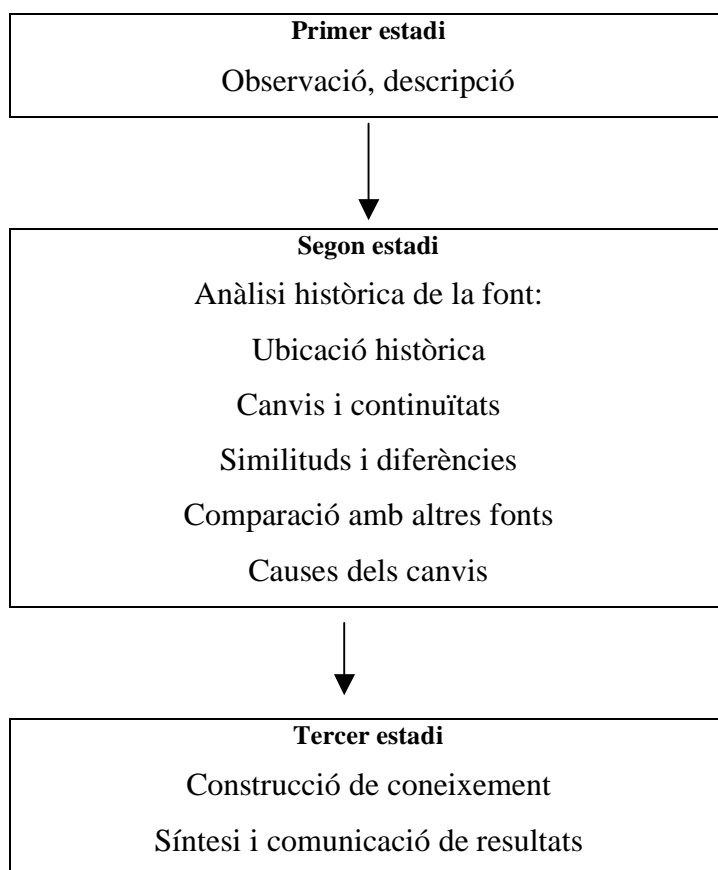 Primer estadi
Observació, descripció
Segon estadi
Anàlisi històrica de la font:
Ubicació històrica
Canvis i continuïtats
Similituds i diferències
Comparació amb altres fonts
Causes dels canvis
Tercer estadi
Construcció de coneixement
Síntesi i comunicació de resultats